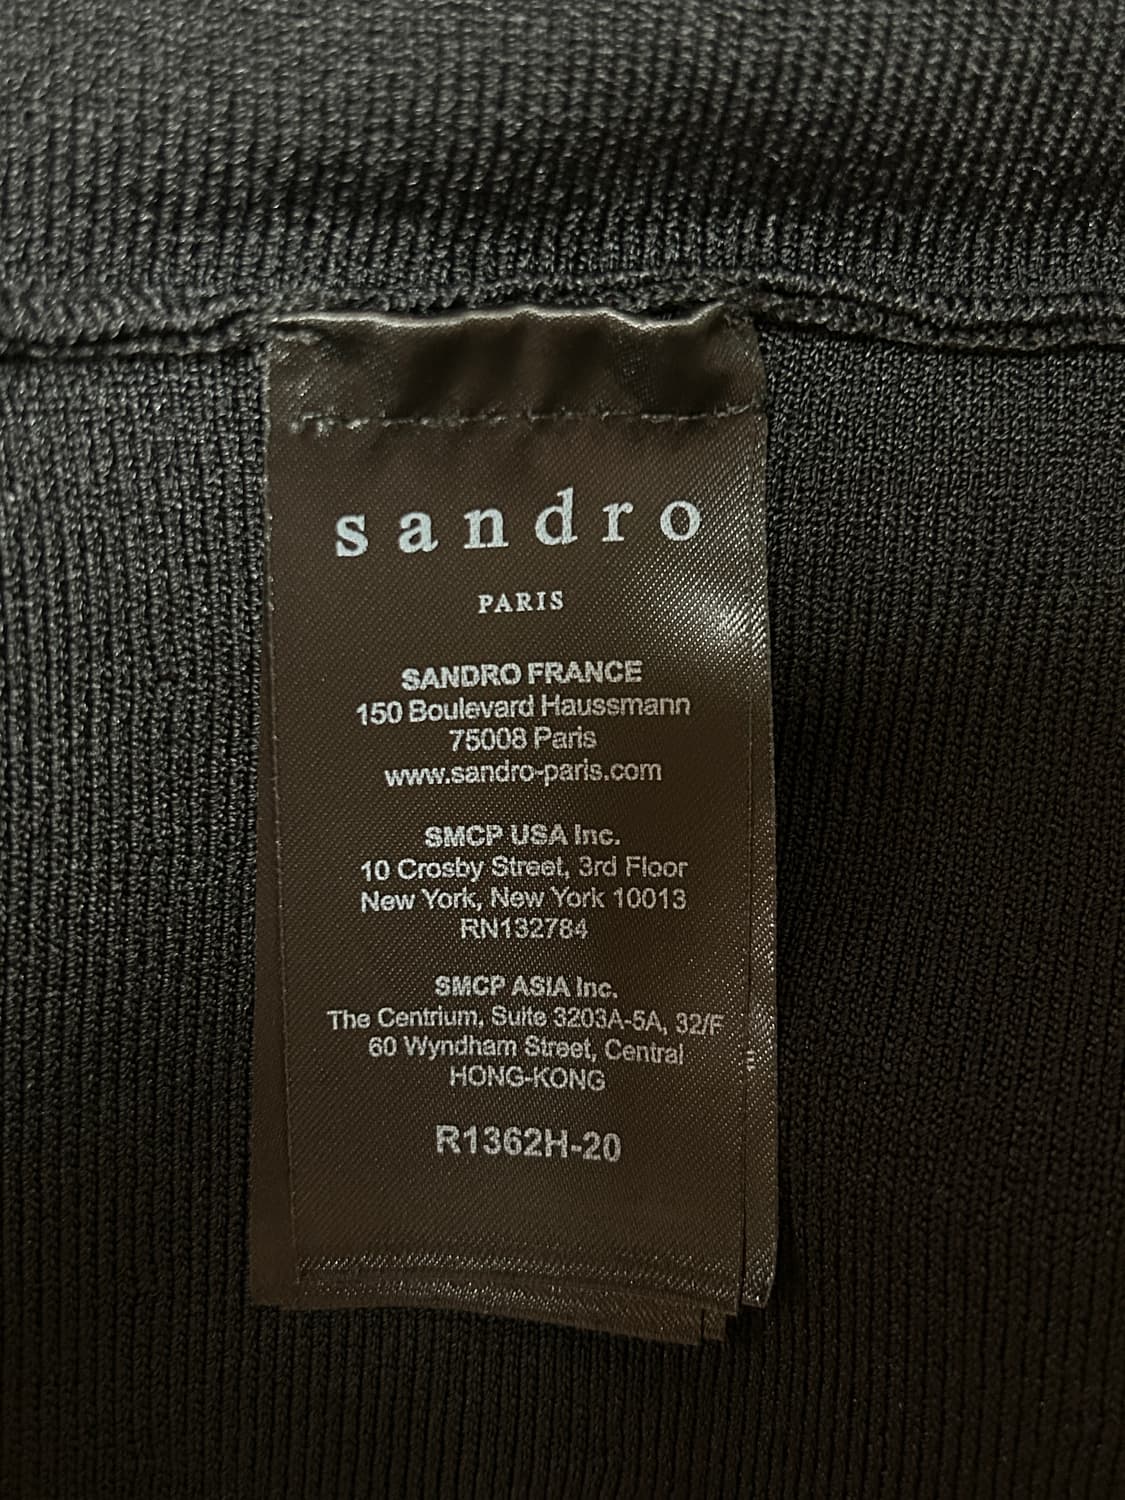 sandro
PARIS
SANDRO FRANCE
150 Boulevard Haussmann
75008 Paris
www.sandro-paris.com
SMCP USA Inc.
10 Crosby Street, 3rd Floor
New York, New York 10013
RN132784
SMCP ASIA Inc.
The Centrium, Suite 3203A-5A, 32/F
60 Wyndham Street, Central
HONG-KONG
R1362H-20